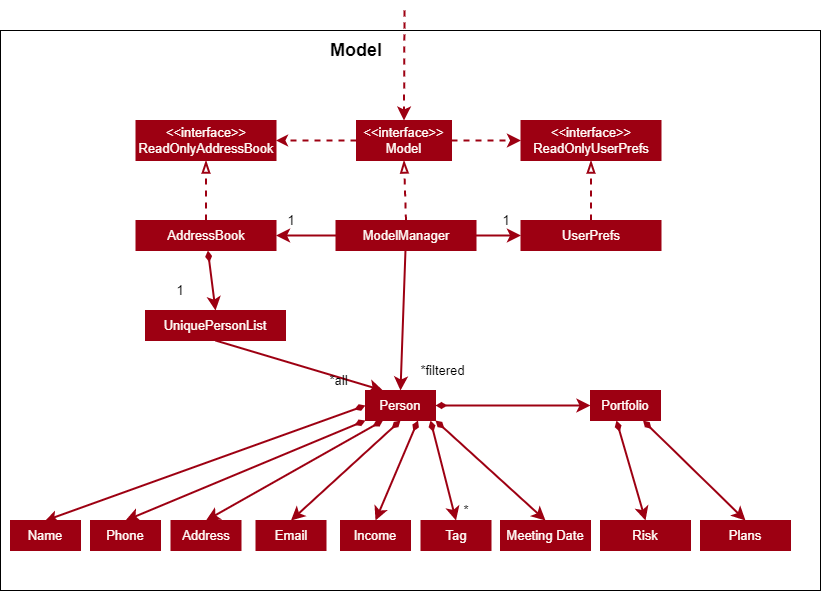 Model
<<interface>>
ReadOnlyAddressBook
<<interface>>
Model
<<interface>>
ReadOnlyUserPrefs
1
1
AddressBook
ModelManager
UserPrefs
1
UniquePersonList
*all
*filtered
Person
Portfolio
*
Name
Phone
Address
Email
Income
Tag
Meeting Date
Risk
Plans